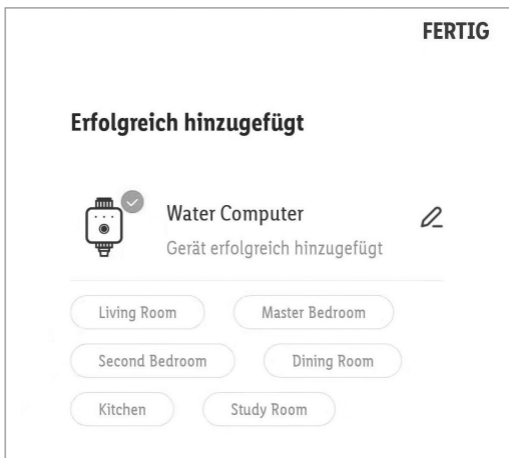 FERTIG
Erfolgreich hinzugefügt
Water Computer
Gerät erfolgreich hinzugefügt
Living Room Master Bedroom
Second Bedroom Dining Room
Kitchen Study Room